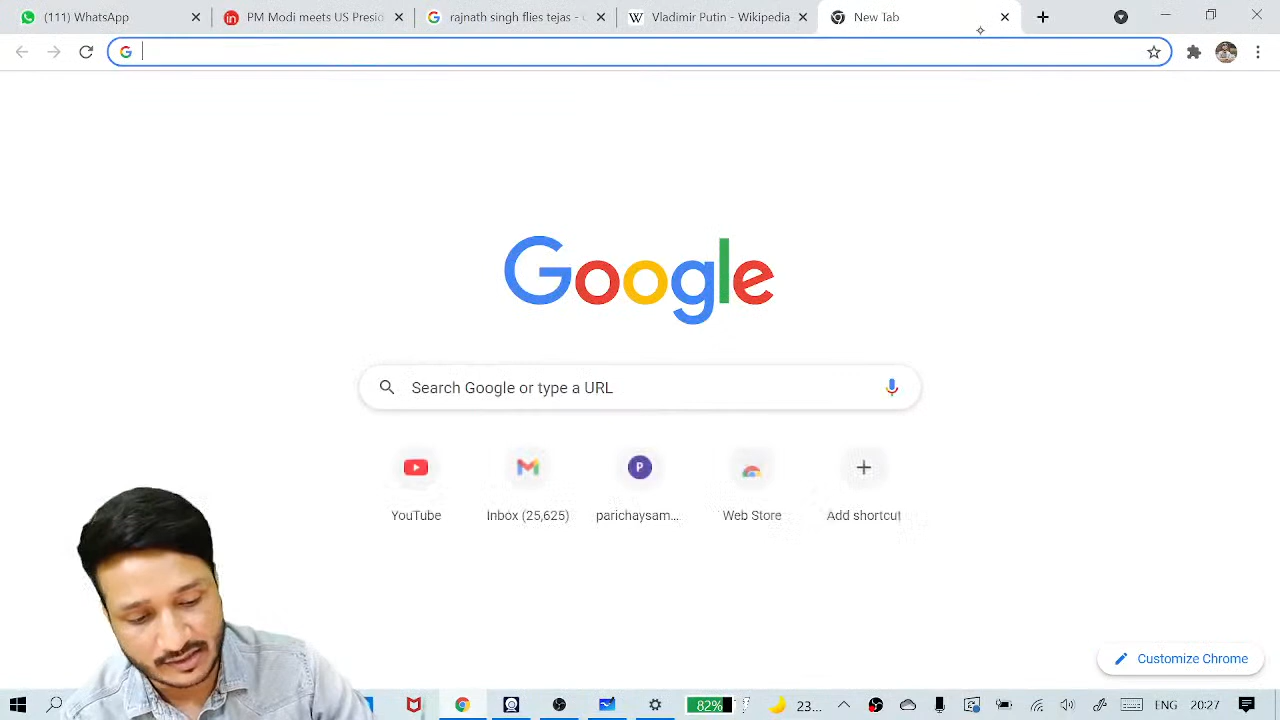 (11) WhatsApp
PM Modi meets US Presid
rajnath singh flies tejas -
Vladimir Putin - Wikipedia
New Tab
Google
Search Google or type a URL
YouTube
Inbox (25,625)
parichaysam...
Web Store
Add shortcut
Customize Chrome
82%
23
ENG
20:27